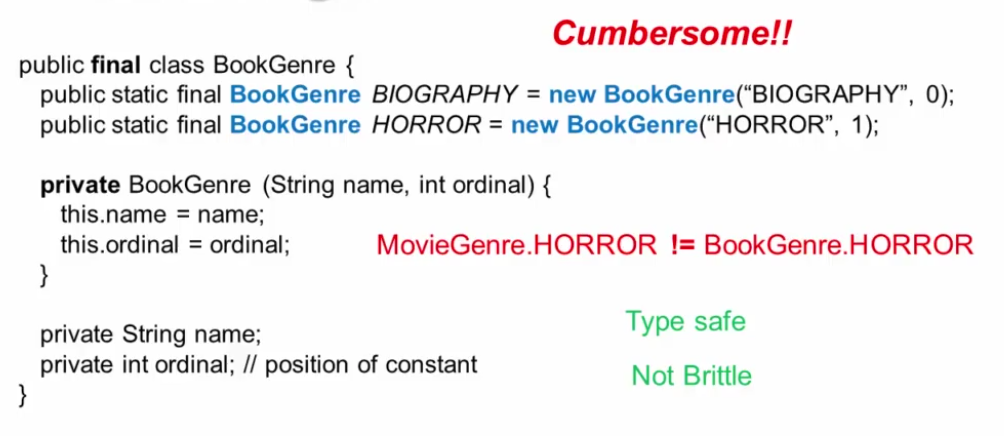 Cumbersome!!
public final class BookGenre {
public static final BookGenre BIOGRAPHY = new BookGenre(“BIOGRAPHY”, 0);
public static final BookGenre HORROR = new BookGenre(“HORROR”, 1);
private BookGenre (String name, int ordinal) {
this.name = name;
this.ordinal = ordinal;
MovieGenre.HORROR != BookGenre.HORROR
}
Type safe
private String name;
private int ordinal; // position of constant
Not Brittle
}